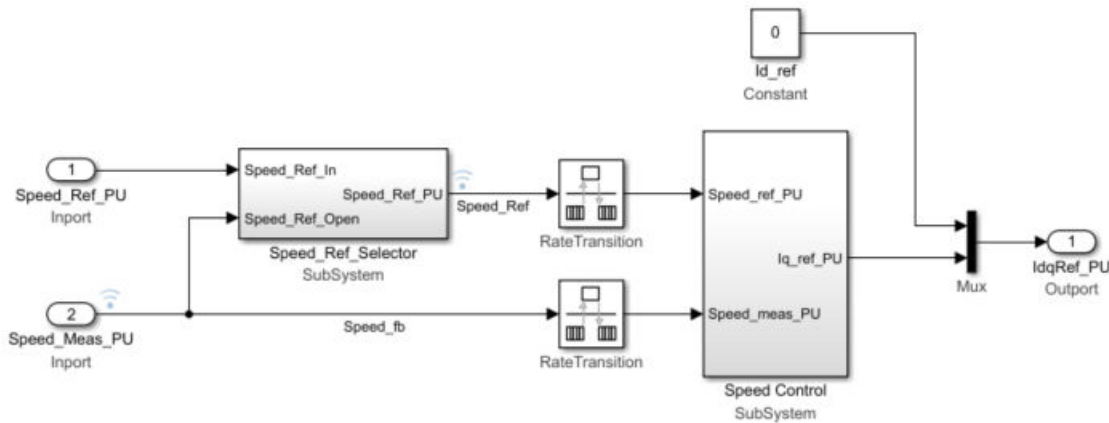 0
Id_ref
Constant
1
Speed_Ref_PU
Inport
Speed_Ref_In
Speed_Ref_PU
Speed_Ref_Open
Speed_Ref_Selector
SubSystem
Speed_Ref
RateTransition
Speed_ref_PU
Iq_ref_PU
Speed_meas_PU
Speed Control
SubSystem
Mux
1
IdqRef_PU
Outport
2
Speed_Meas_PU
Inport
Speed_fb
RateTransition